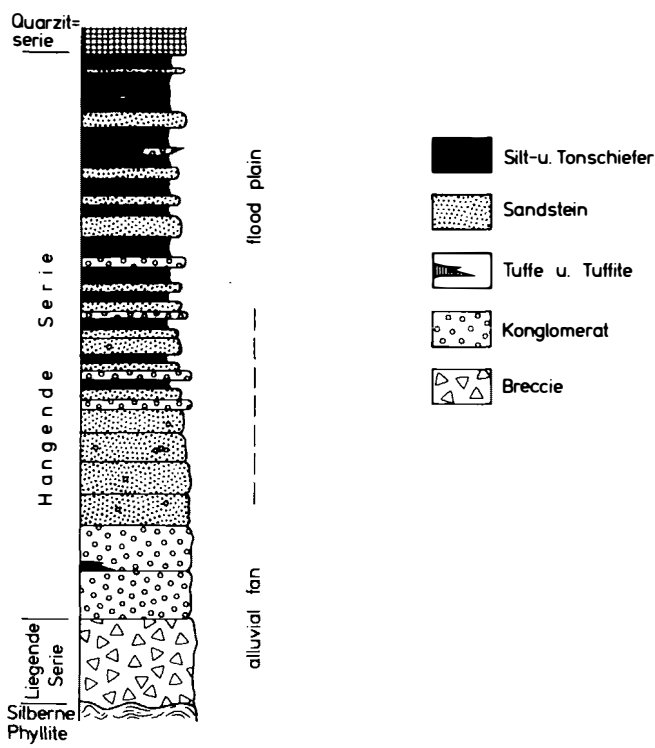 Quarzit=
serie
Hangende Serie
Liegende
Serie
Silberne
Phyllite
flood plain
alluvial fan
Silt-u. Tonschiefer
Sandstein
Tuffe u. Tuffite
Konglomerat
Breccie